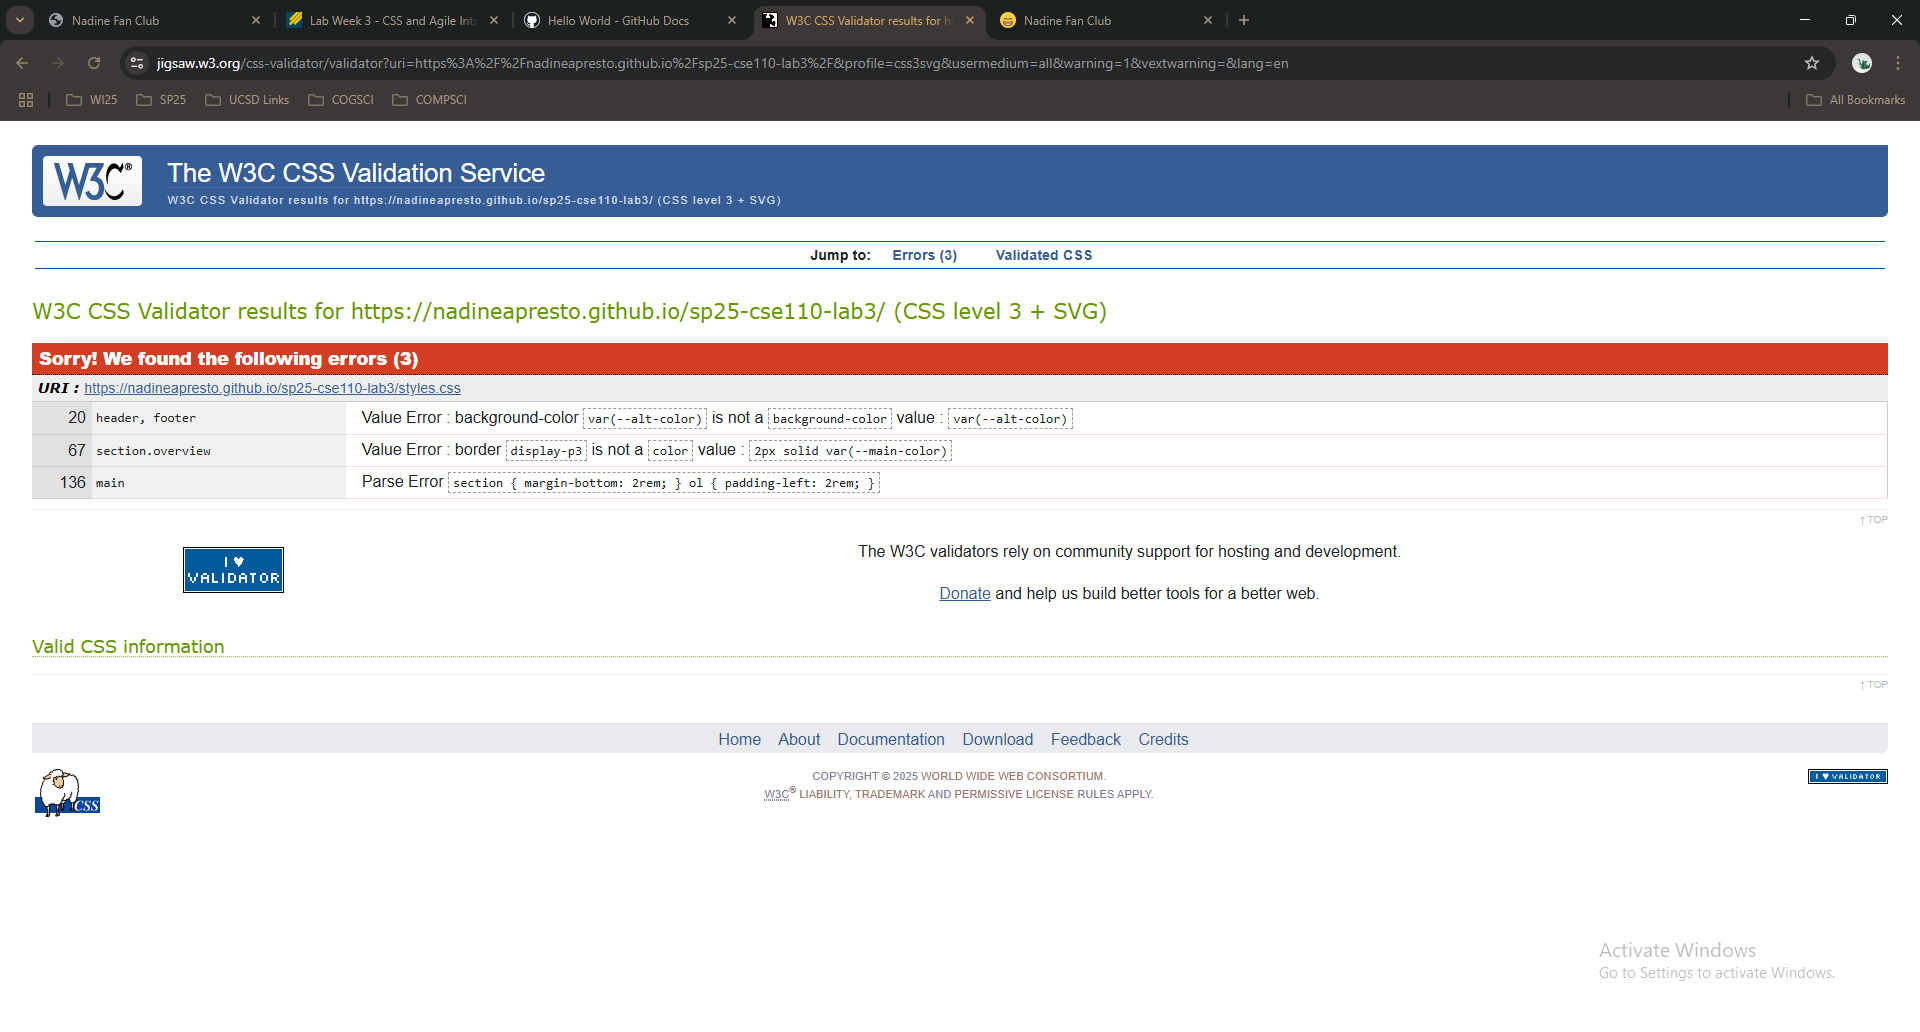 Nadine Fan Club
Lab Week 3 - CSS and Agile Int
Hello World - GitHub Docs
W3C CSS Validator results for h
Nadine Fan Club
jigsaw.w3.org/css-validator/validator?uri=https%3A%2F%2Fnadineapresto.github.io%2Fsp25-cse110-lab3%2F&profile=css3svg&usermedium=all&warning=1&vextwarning=&lang=en
WI25 SP25 UCSD Links COGSCI COMPSCI All Bookmarks
W3C®
The W3C CSS Validation Service
W3C CSS Validator results for https://nadineapresto.github.io/sp25-cse110-lab3/ (CSS level 3 + SVG)
Jump to: Errors (3) Validated CSS
W3C CSS Validator results for https://nadineapresto.github.io/sp25-cse110-lab3/ (CSS level 3 + SVG)
Sorry! We found the following errors (3)
URI : https://nadineapresto.github.io/sp25-cse110-lab3/styles.css
20 header, footer Value Error : background-color var(--alt-color) is not a background-color value : var(--alt-color)
67 section.overview Value Error : border display-p3 is not a color value : 2px solid var(--main-color)
136 main Parse Error section { margin-bottom: 2rem; } ol { padding-left: 2rem; }
↑ TOP
I ♥
VALIDATOR
The W3C validators rely on community support for hosting and development.
Donate and help us build better tools for a better web.
Valid CSS information
↑ TOP
Home About Documentation Download Feedback Credits
CSS
COPYRIGHT © 2025 WORLD WIDE WEB CONSORTIUM.
W3C® LIABILITY, TRADEMARK AND PERMISSIVE LICENSE RULES APPLY.
I ♥ VALIDATOR
Activate Windows
Go to Settings to activate Windows.